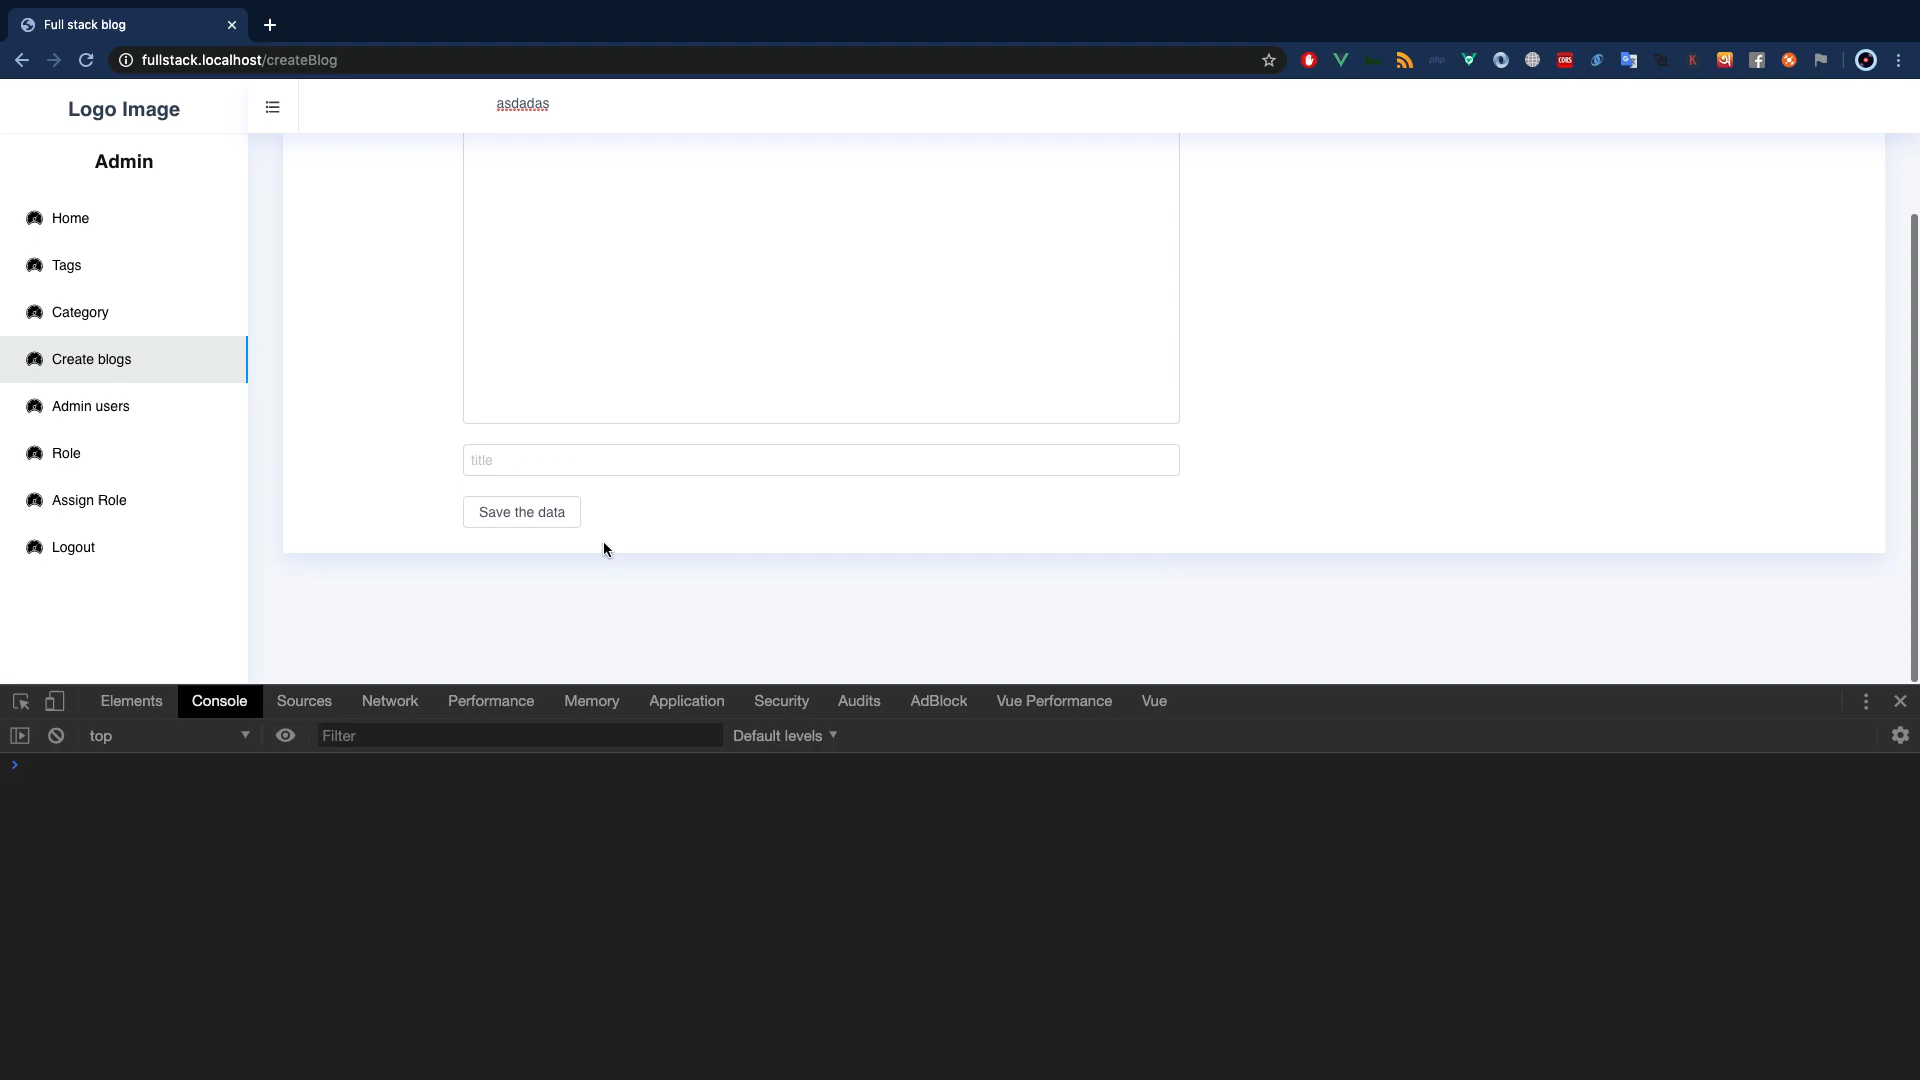 Full stack blog
fullstack.localhost/createBlog
Logo Image
asdadas
Admin
Home
Tags
Category
Create blogs
Admin users
Role
Assign Role
Logout
title
Save the data
Elements Console Sources Network Performance Memory Application Security Audits AdBlock Vue Performance Vue
top Filter Default levels